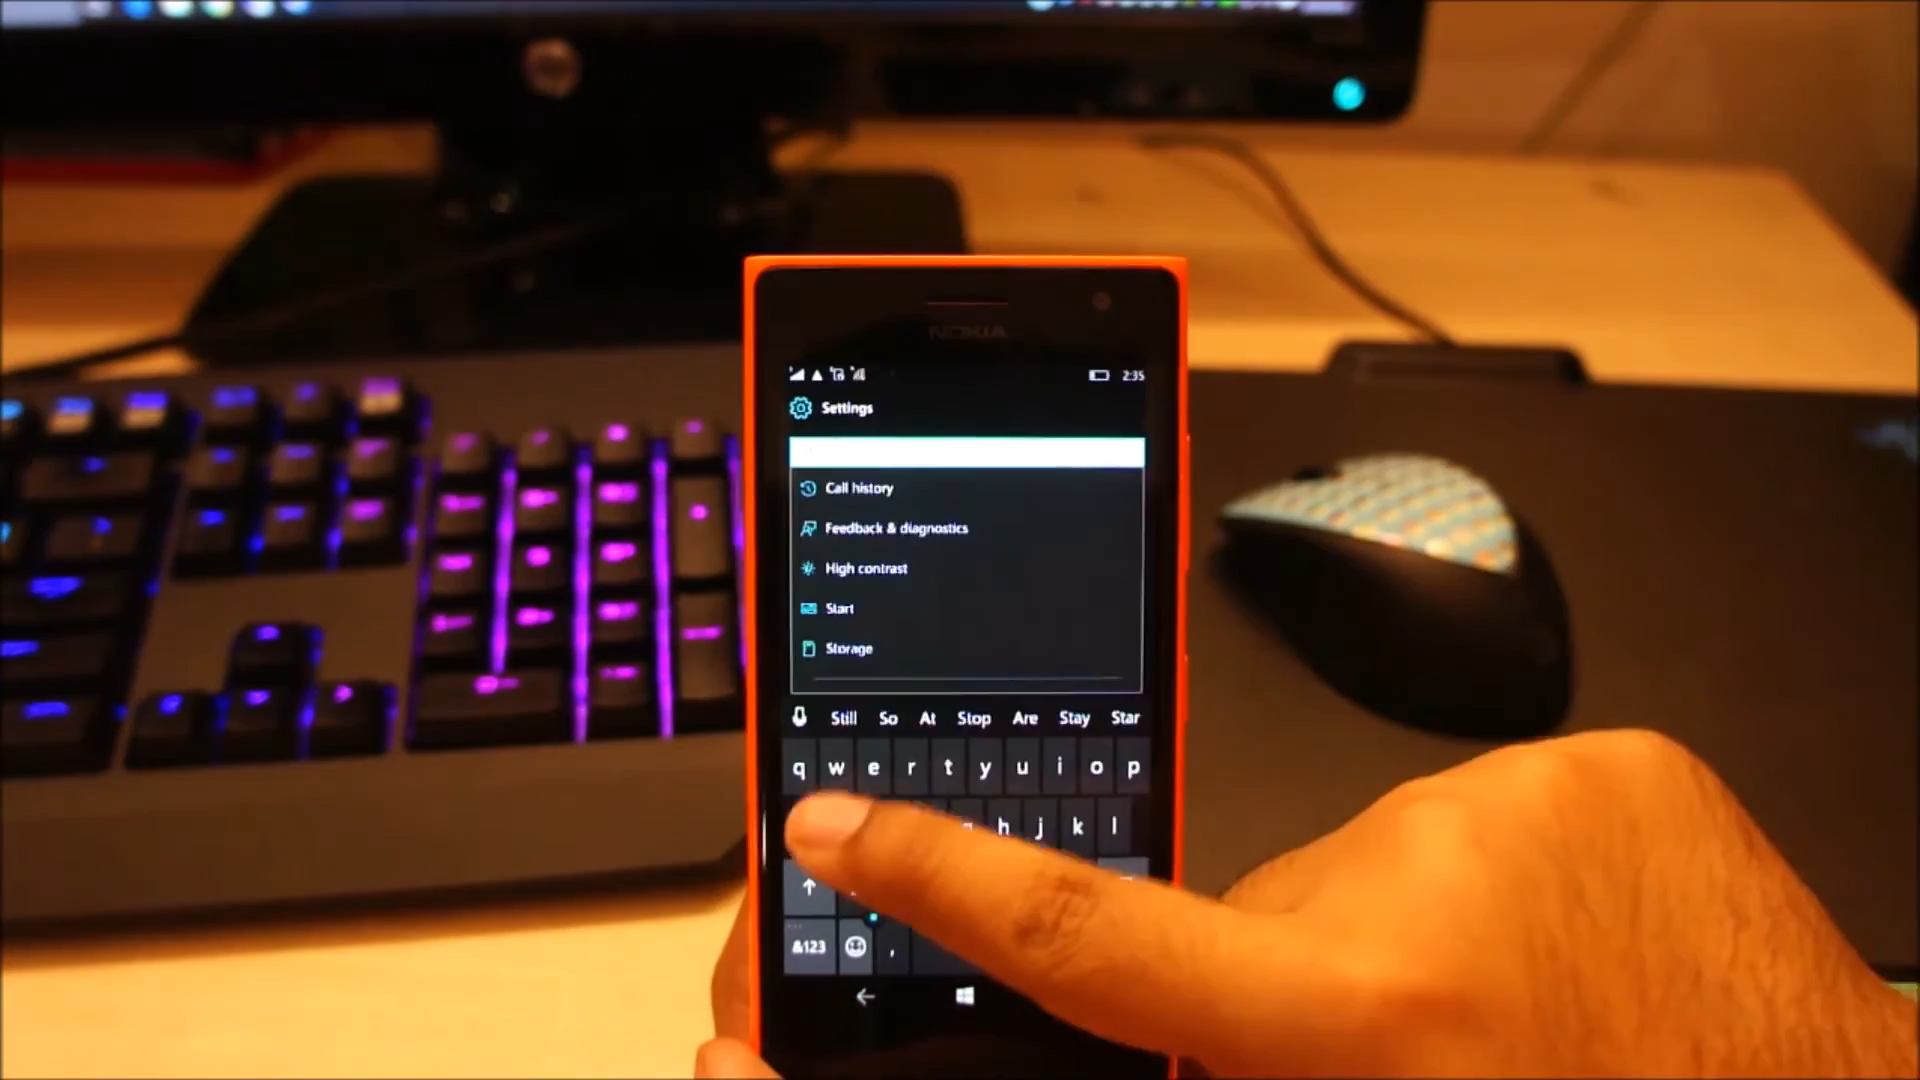 NOKIA
2:35
Settings
Call history
Feedback & diagnostics
High contrast
Start
Storage
Still So At Stop Are Stay Star
q w e r t y u i o p
h j k l
&123 ,